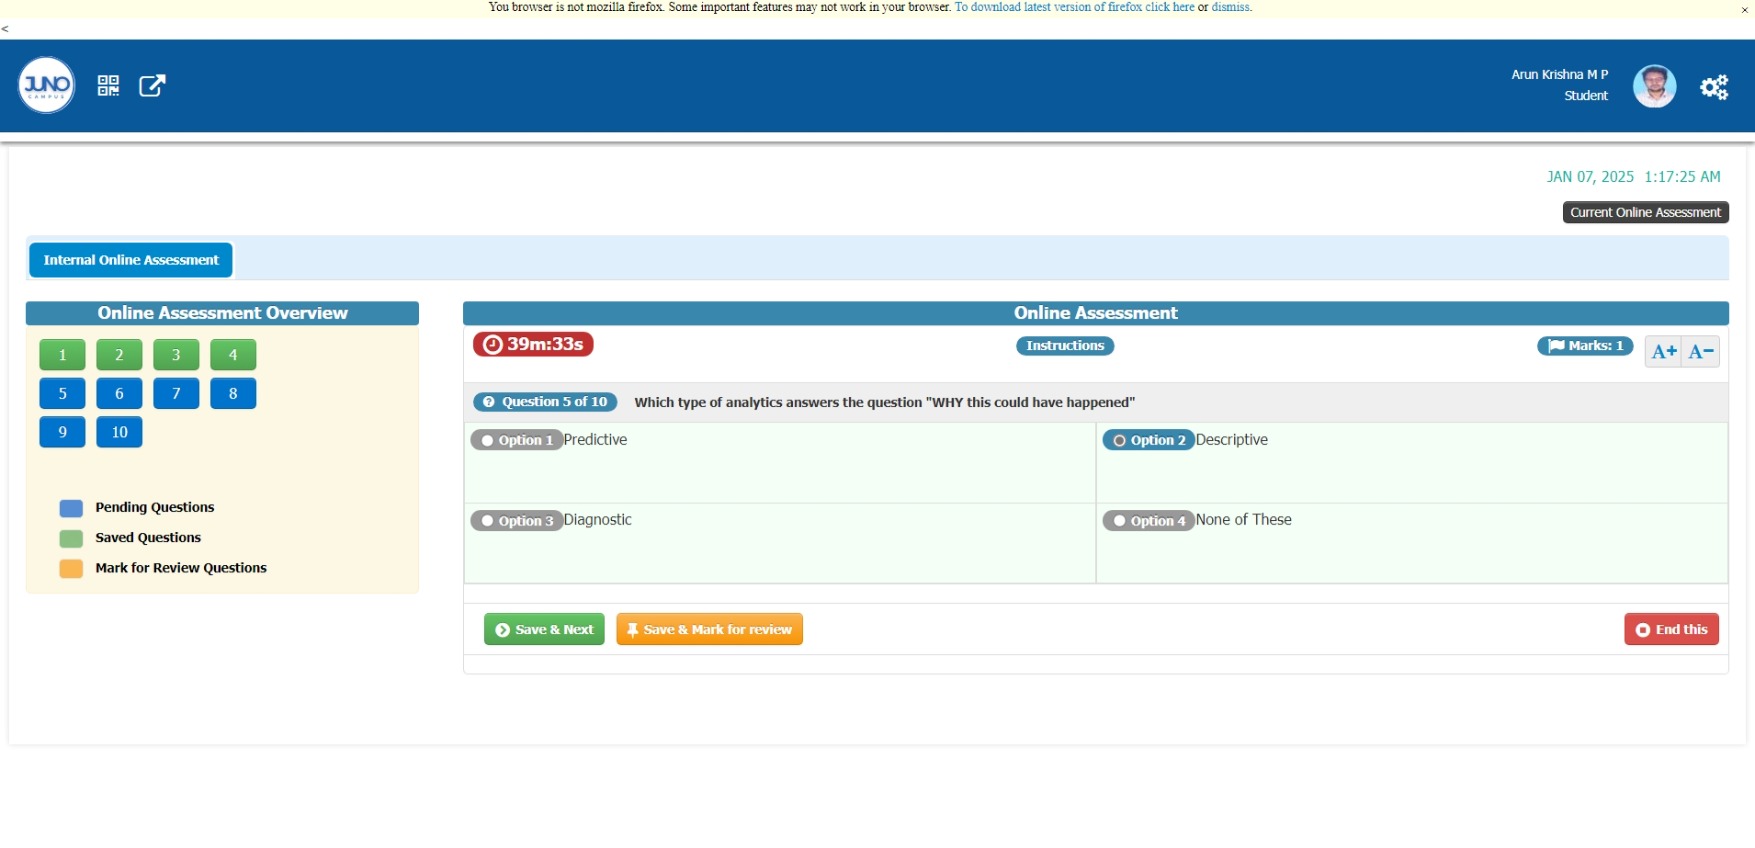 You browser is not mozilla firefox. Some important features may not work in your browser. To download latest version of firefox click here or dismiss.
×
<
JUNO
CAMPUS
Arun Krishna M P
Student
JAN 07, 2025 1:17:25 AM
Current Online Assessment
Internal Online Assessment
Online Assessment Overview
1 2 3 4
5 6 7 8
9 10
Pending Questions
Saved Questions
Mark for Review Questions
Online Assessment
39m:33s
Instructions
Marks: 1
A+ A-
Question 5 of 10 Which type of analytics answers the question "WHY this could have happened"
Option 1 Predictive
Option 2 Descriptive
Option 3 Diagnostic
Option 4 None of These
Save & Next
Save & Mark for review
End this